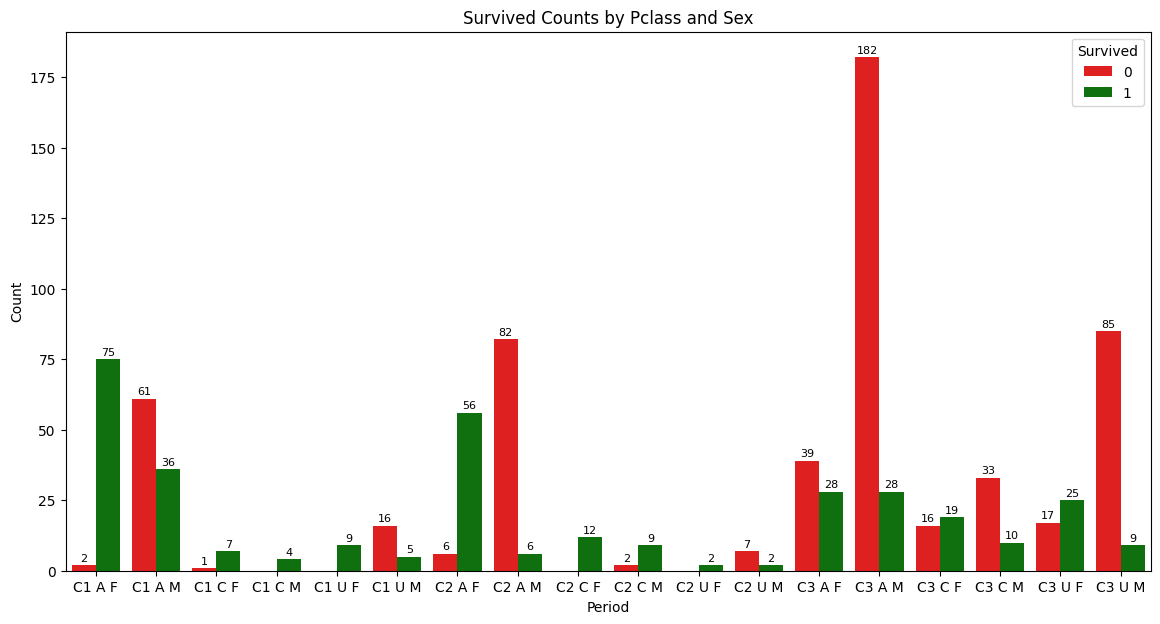 Survived Counts by Pclass and Sex
Survived
0
1
Count
175
150
125
100
75
50
25
0
2 75 61 36 1 7 4 9 16 5 6 56 82 6 12 2 9 2 7 2 39 28 182 28 16 19 33 10 17 25 85 9
C1 A F C1 A M C1 C F C1 C M C1 U F C1 U M C2 A F C2 A M C2 C F C2 C M C2 U F C2 U M C3 A F C3 A M C3 C F C3 C M C3 U F C3 U M
Period